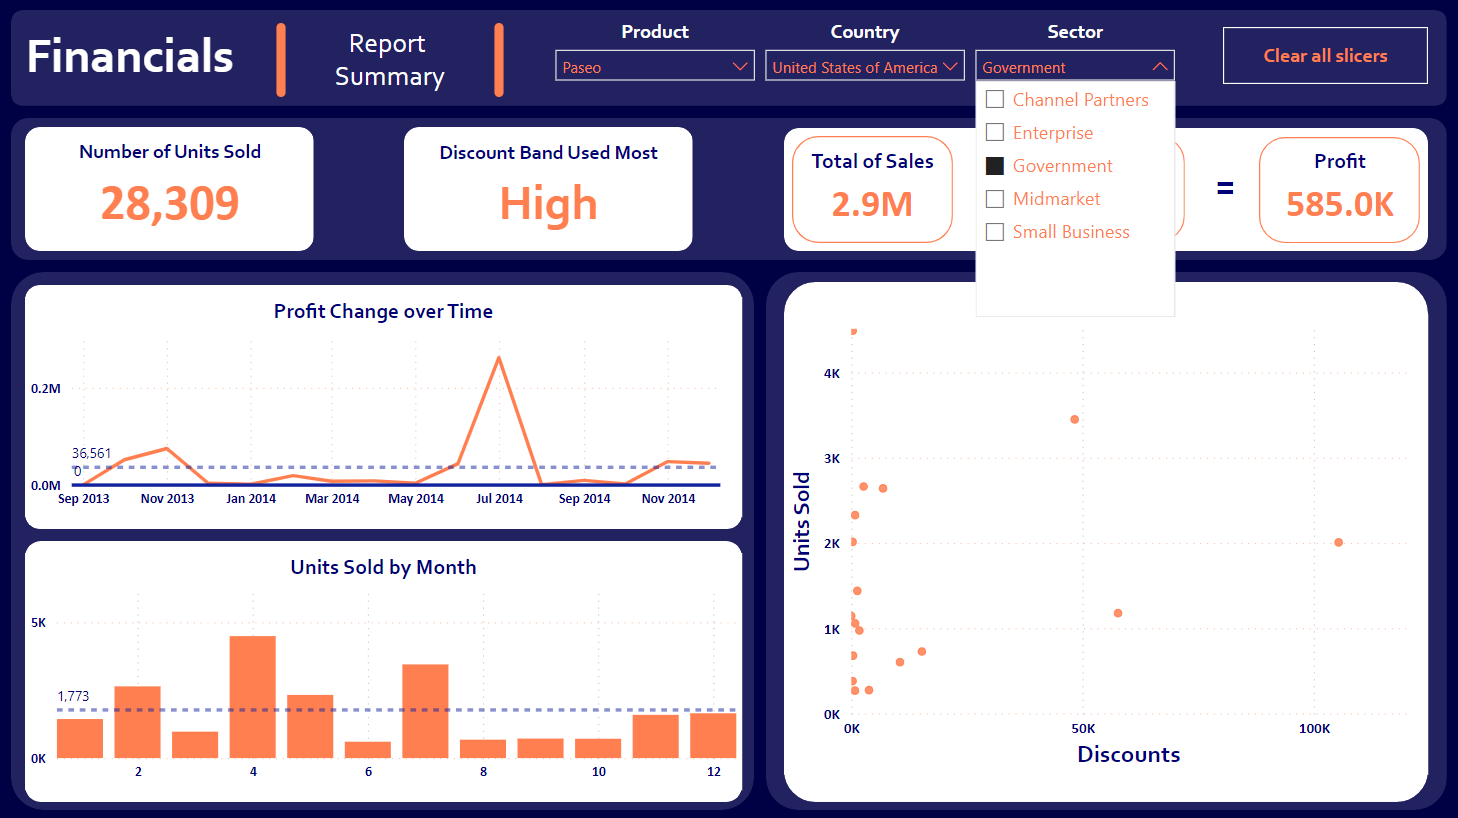 Financials
Report
Summary
Product
Country
Sector
Paseo
United States of America
Government
Clear all slicers
Channel Partners
Enterprise
Government
Midmarket
Small Business
Number of Units Sold
28,309
Discount Band Used Most
High
Total of Sales
2.9M
=
Profit
585.0K
Profit Change over Time
0.2M
36,561
0
0.0M
Sep 2013 Nov 2013 Jan 2014 Mar 2014 May 2014 Jul 2014 Sep 2014 Nov 2014
Units Sold by Month
5K
1,773
0K
2 4 6 8 10 12
Units Sold
4K
3K
2K
1K
0K
0K 50K 100K
Discounts